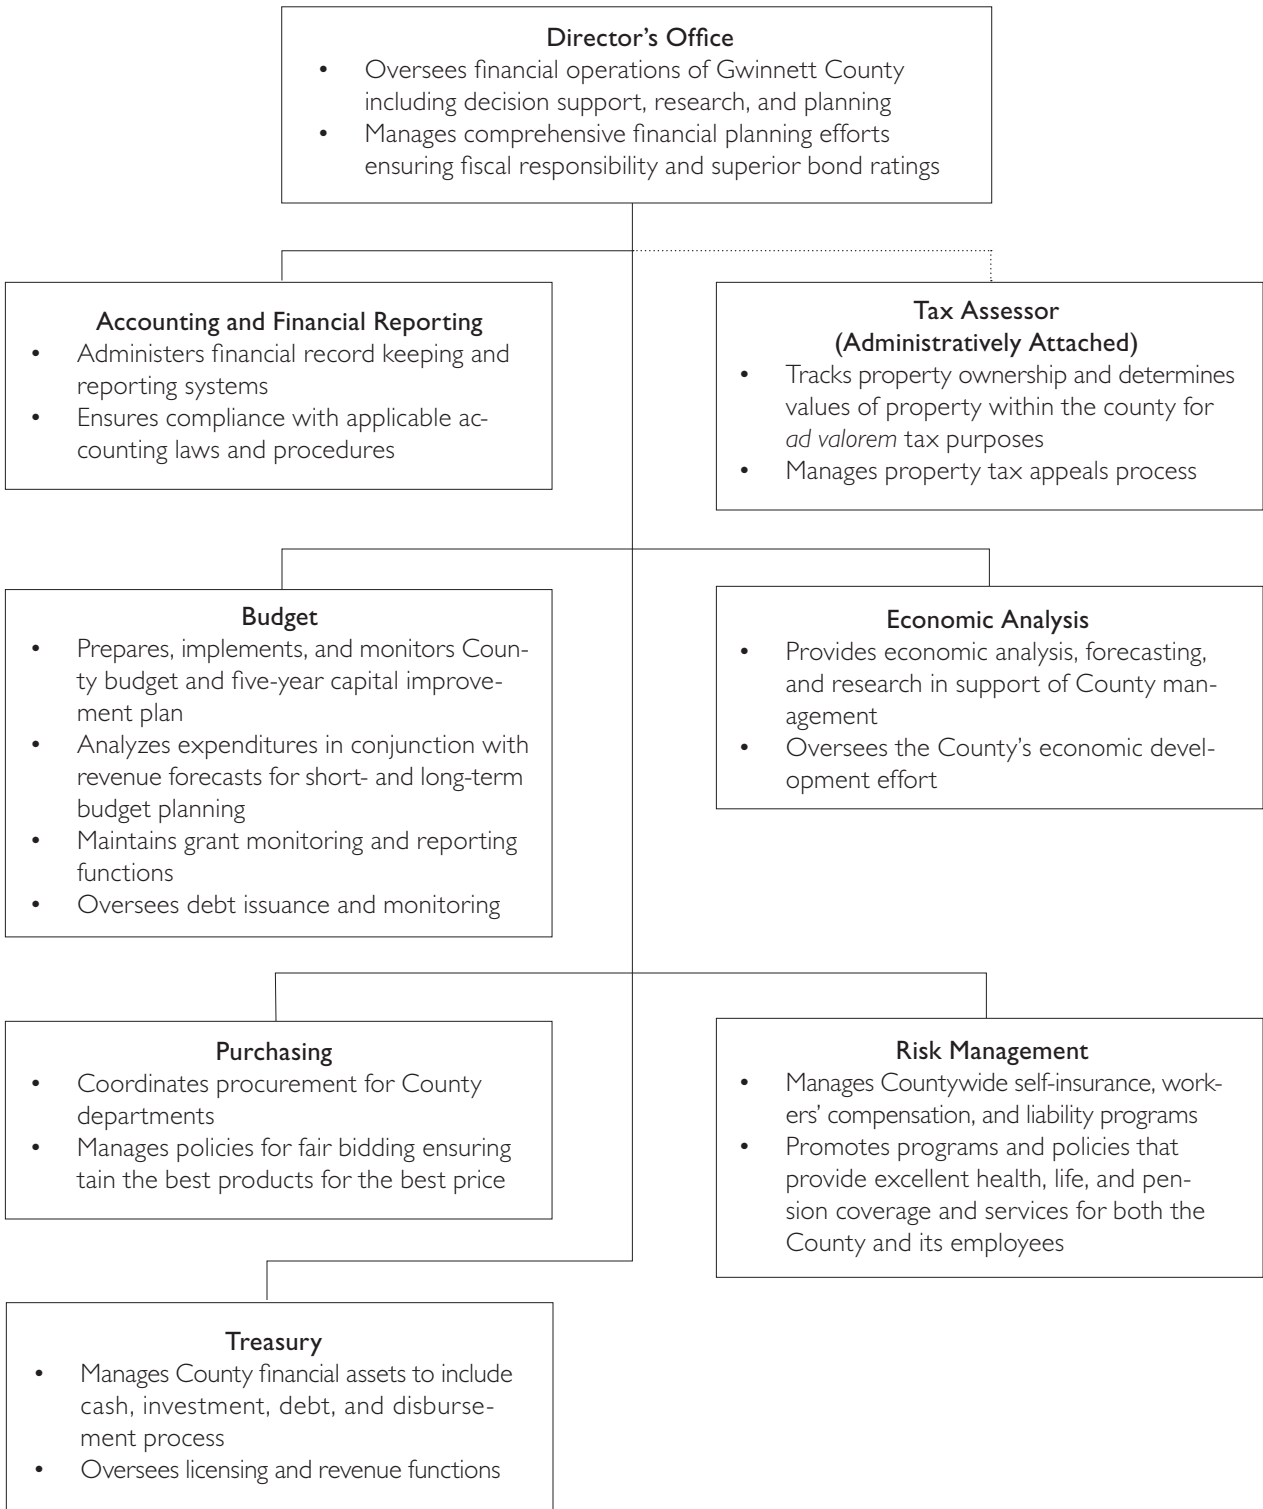 Director’s Office
• Oversees financial operations of Gwinnett County
including decision support, research, and planning
• Manages comprehensive financial planning efforts
ensuring fiscal responsibility and superior bond ratings
Accounting and Financial Reporting
• Administers financial record keeping and
reporting systems
• Ensures compliance with applicable ac-
counting laws and procedures
Tax Assessor
(Administratively Attached)
• Tracks property ownership and determines
values of property within the county for
ad valorem tax purposes
• Manages property tax appeals process
Budget
• Prepares, implements, and monitors Coun-
ty budget and five-year capital improve-
ment plan
• Analyzes expenditures in conjunction with
revenue forecasts for short- and long-term
budget planning
• Maintains grant monitoring and reporting
functions
• Oversees debt issuance and monitoring
Economic Analysis
• Provides economic analysis, forecasting,
and research in support of County man-
agement
• Oversees the County’s economic devel-
opment effort
Purchasing
• Coordinates procurement for County
departments
• Manages policies for fair bidding ensuring
tain the best products for the best price
Risk Management
• Manages Countywide self-insurance, work-
ers’ compensation, and liability programs
• Promotes programs and policies that
provide excellent health, life, and pen-
sion coverage and services for both the
County and its employees
Treasury
• Manages County financial assets to include
cash, investment, debt, and disburse-
ment process
• Oversees licensing and revenue functions